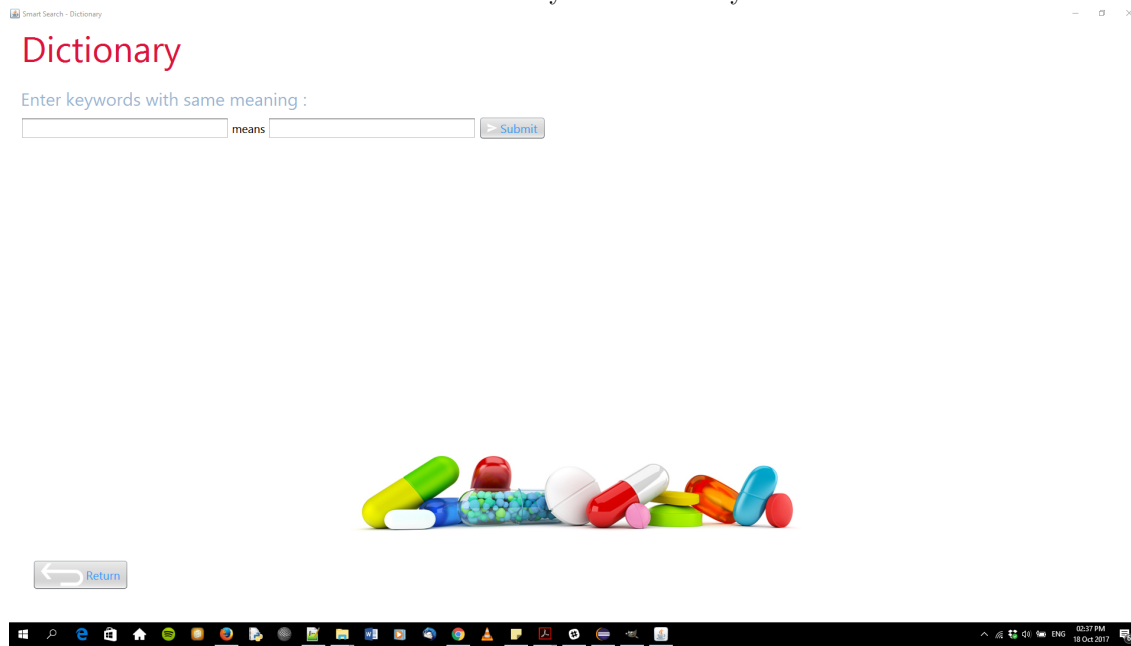 Smart Search - Dictionary
Dictionary
Enter keywords with same meaning :
means
Submit
Return
ENG
02:37 PM
18 Oct 2017